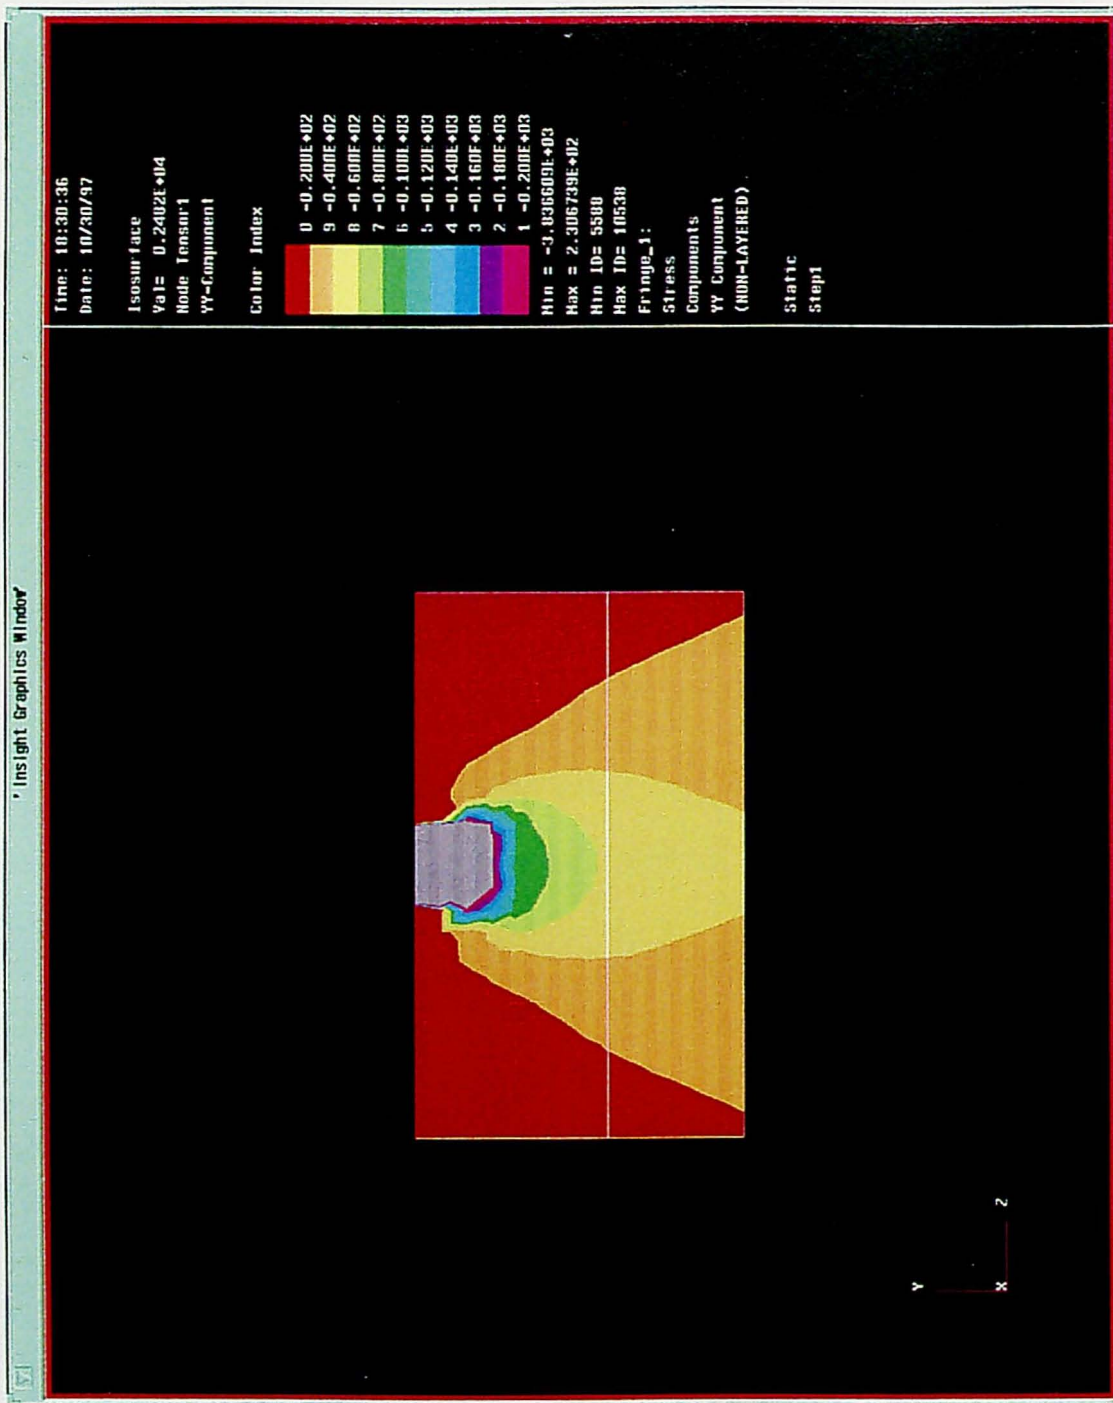 'Insight Graphics Window'
Time: 18:30:36
Date: 10/30/97
Isosurface
Val= 0.2402E+04
Node Tensor1
YY-Component
Color Index
0 -0.200E+02
9 -0.400E+02
8 -0.600E+02
7 -0.800E+02
6 -0.100E+03
5 -0.120E+03
4 -0.140E+03
3 -0.160E+03
2 -0.180E+03
1 -0.200E+03
Min = -3.836609E+03
Max = 2.306739E+02
Min ID= 5580
Max ID= 10538
Fringe_1:
Stress
Components
YY Component
(NON-LAYERED)
Static
Step1
Y
X Z